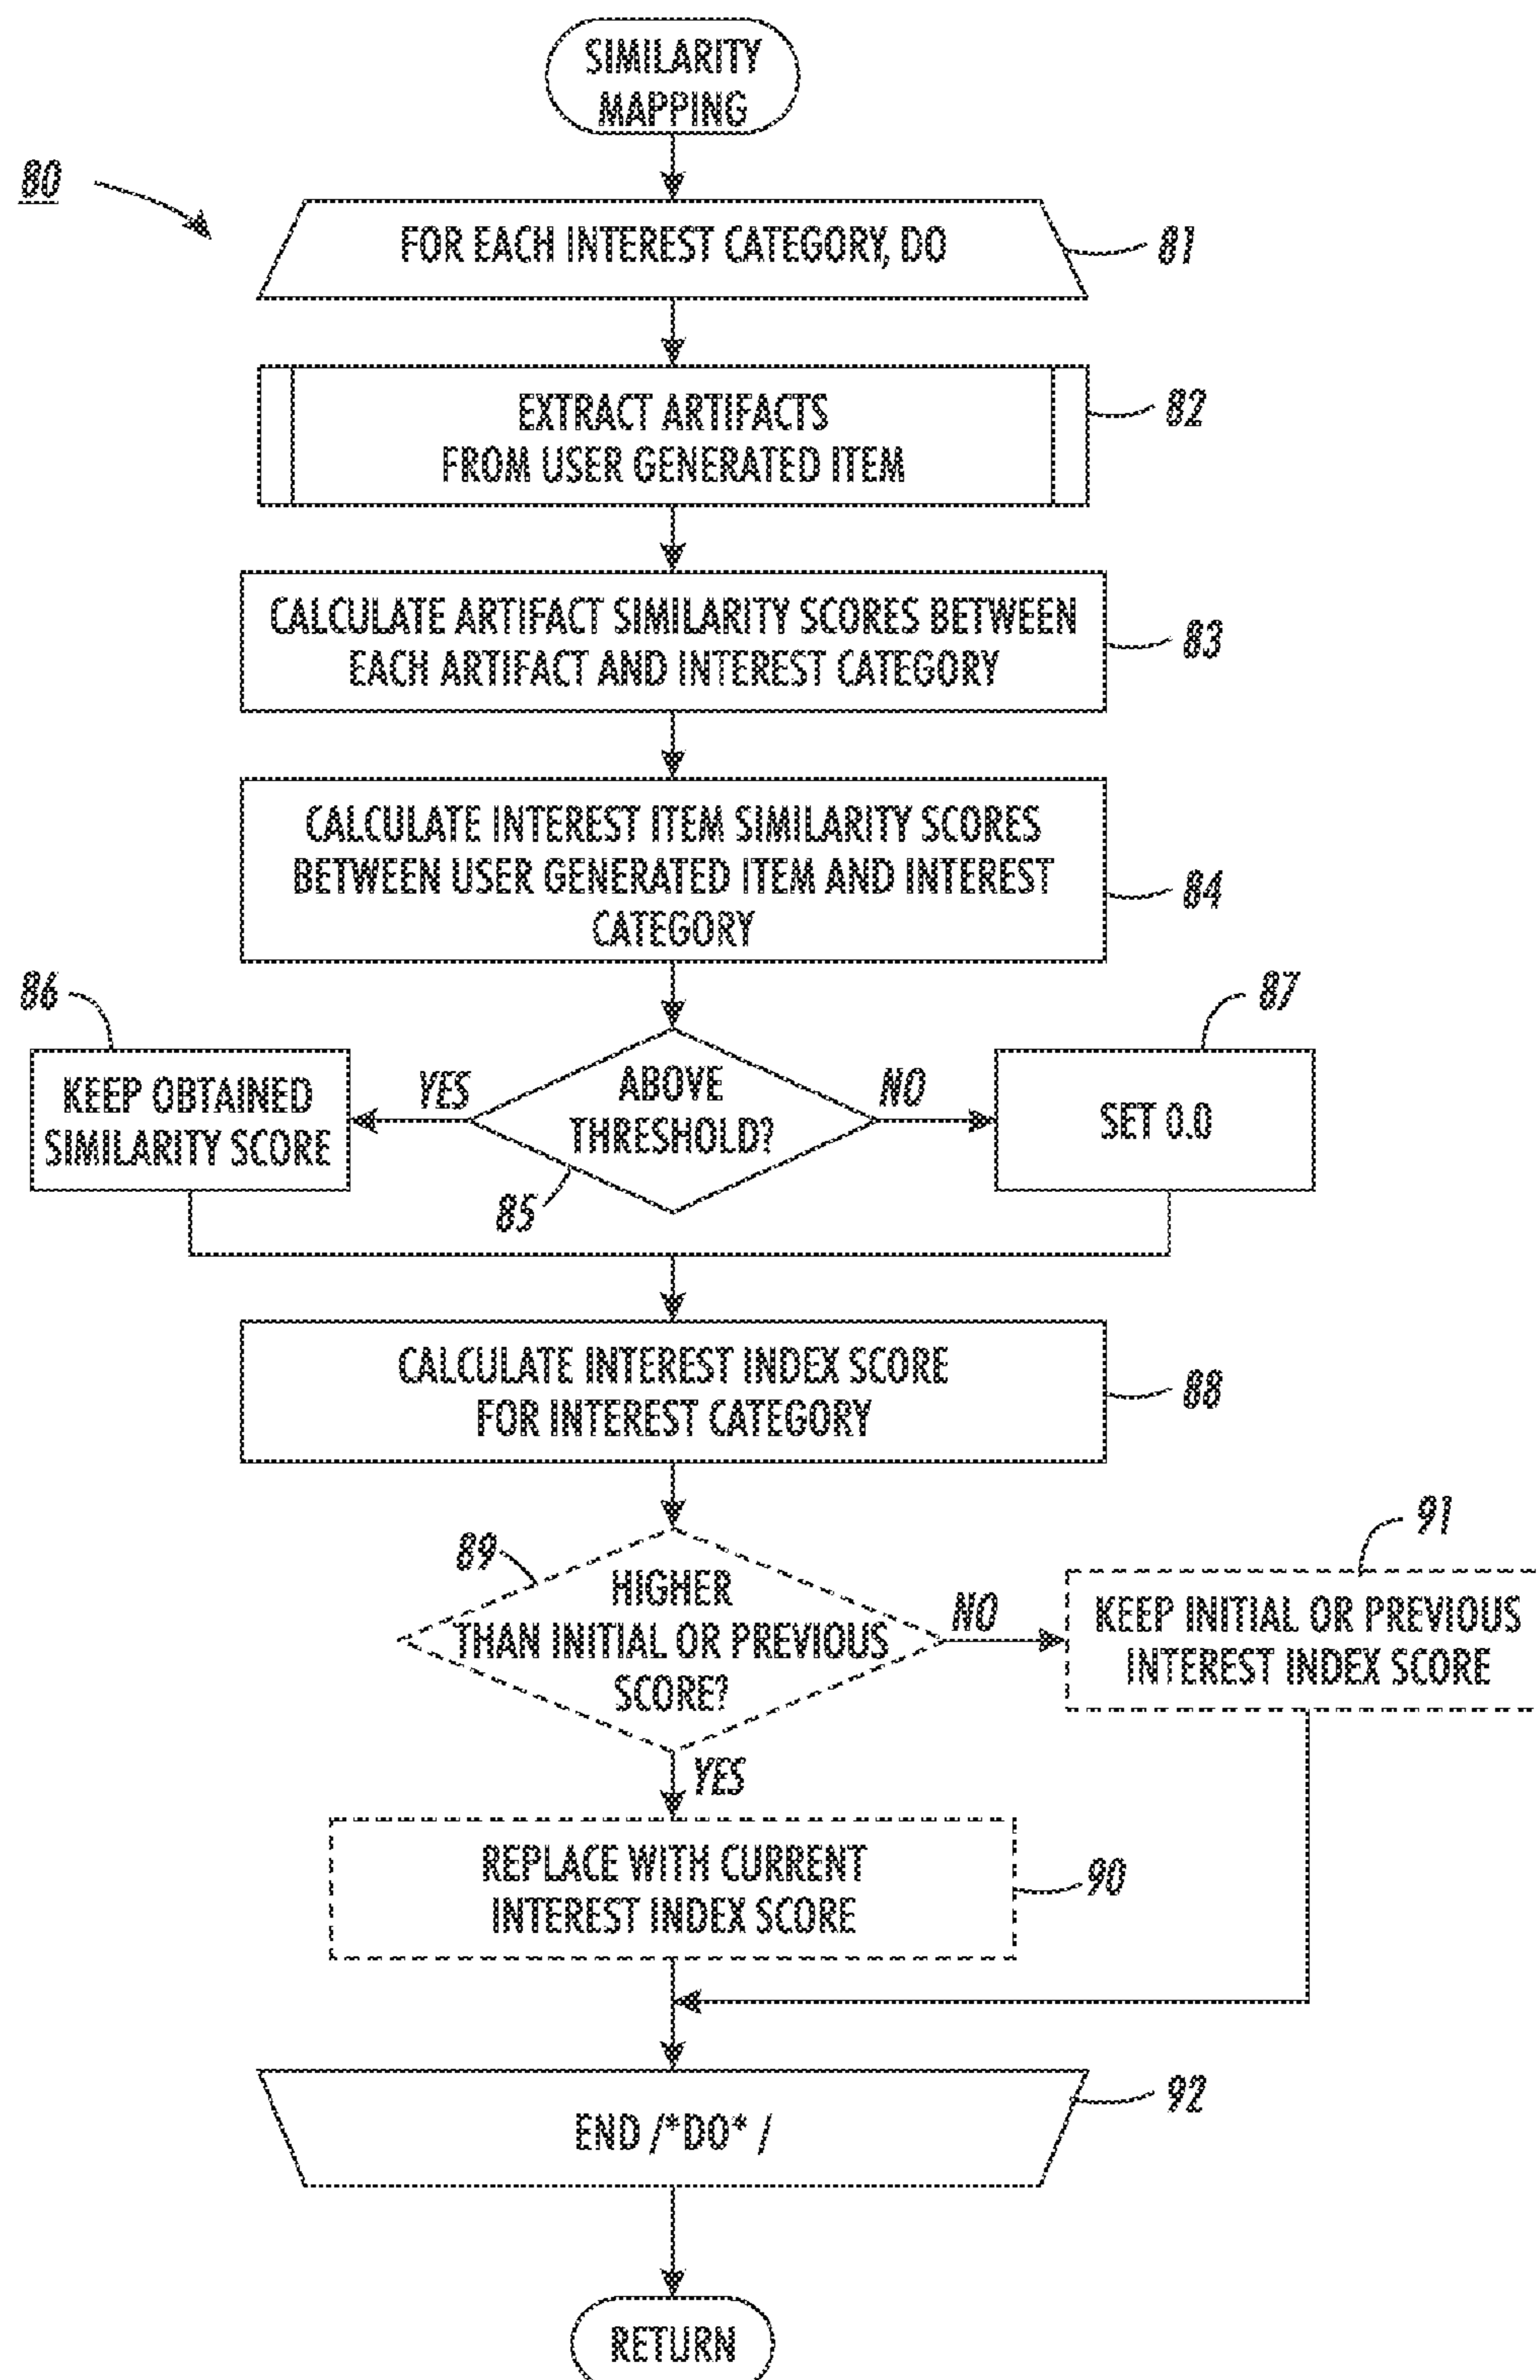 SIMILARITY
MAPPING
80
FOR EACH INTEREST CATEGORY, DO
81
EXTRACT ARTIFACTS
FROM USER GENERATED ITEM
82
CALCULATE ARTIFACT SIMILARITY SCORES BETWEEN
EACH ARTIFACT AND INTEREST CATEGORY
83
CALCULATE INTEREST ITEM SIMILARITY SCORES
BETWEEN USER GENERATED ITEM AND INTEREST
CATEGORY
84
86
KEEP OBTAINED
SIMILARITY SCORE
YES
ABOVE
THRESHOLD?
85
NO
87
SET 0.0
CALCULATE INTEREST INDEX SCORE
FOR INTEREST CATEGORY
88
89
HIGHER
THAN INITIAL OR PREVIOUS
SCORE?
NO
91
KEEP INITIAL OR PREVIOUS
INTEREST INDEX SCORE
YES
REPLACE WITH CURRENT
INTEREST INDEX SCORE
90
END /*DO* /
92
RETURN